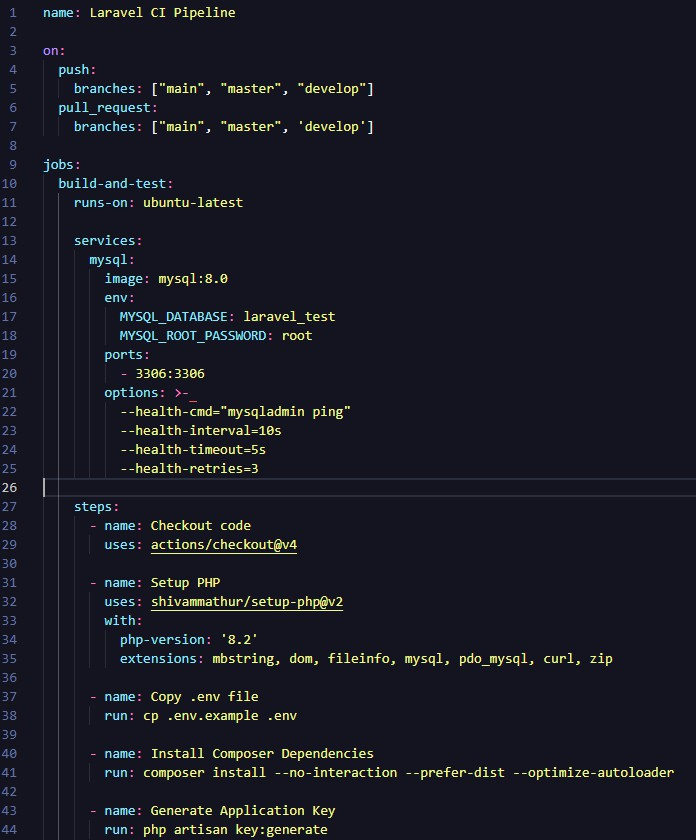 1 name: Laravel CI Pipeline
2
3 on:
4   push:
5     branches: ["main", "master", "develop"]
6   pull_request:
7     branches: ["main", "master", 'develop']
8
9 jobs:
10   build-and-test:
11     runs-on: ubuntu-latest
12
13     services:
14       mysql:
15         image: mysql:8.0
16         env:
17           MYSQL_DATABASE: laravel_test
18           MYSQL_ROOT_PASSWORD: root
19         ports:
20           - 3306:3306
21         options: >-_
22           --health-cmd="mysqladmin ping"
23           --health-interval=10s
24           --health-timeout=5s
25           --health-retries=3
26
27     steps:
28       - name: Checkout code
29         uses: actions/checkout@v4
30
31       - name: Setup PHP
32         uses: shivammathur/setup-php@v2
33         with:
34           php-version: '8.2'
35           extensions: mbstring, dom, fileinfo, mysql, pdo_mysql, curl, zip
36
37       - name: Copy .env file
38         run: cp .env.example .env
39
40       - name: Install Composer Dependencies
41         run: composer install --no-interaction --prefer-dist --optimize-autoloader
42
43       - name: Generate Application Key
44         run: php artisan key:generate